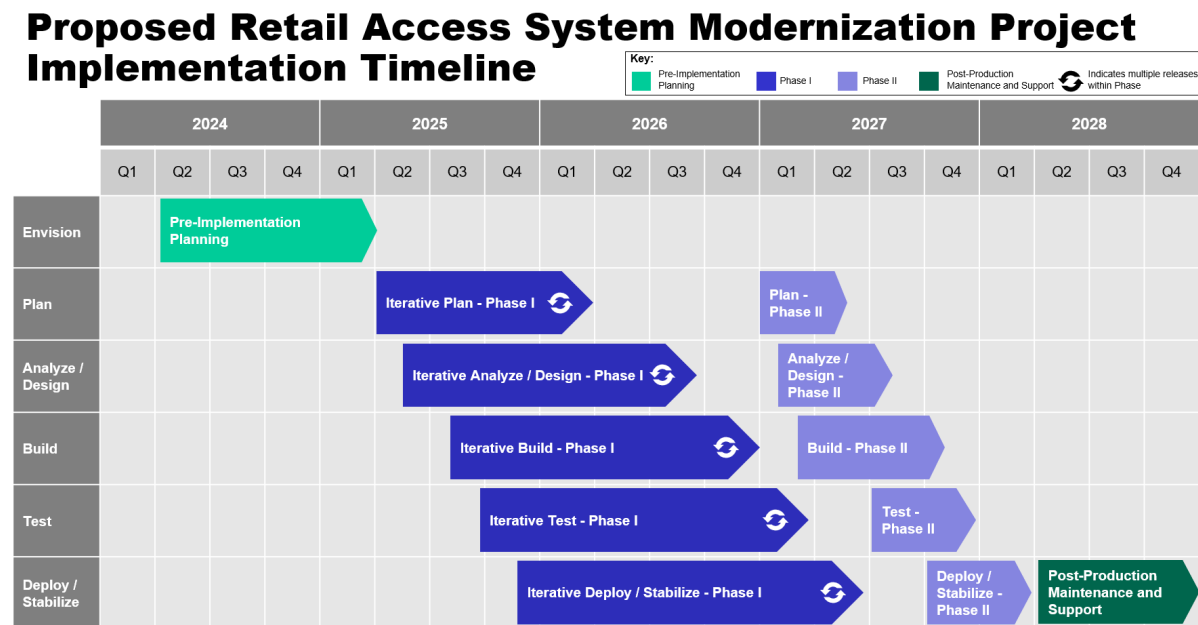 Proposed Retail Access System Modernization Project
Implementation Timeline
Key:
Pre-Implementation
Planning
Phase I
Phase II
Post-Production
Maintenance and Support
Indicates multiple releases
within Phase
2024 2025 2026 2027 2028
Q1 Q2 Q3 Q4 Q1 Q2 Q3 Q4 Q1 Q2 Q3 Q4 Q1 Q2 Q3 Q4 Q1 Q2 Q3 Q4
Envision
Pre-Implementation
Planning
Plan
Iterative Plan - Phase I
Plan -
Phase II
Analyze /
Design
Iterative Analyze / Design - Phase I
Analyze /
Design -
Phase II
Build
Iterative Build - Phase I
Build - Phase II
Test
Iterative Test - Phase I
Test -
Phase II
Deploy /
Stabilize
Iterative Deploy / Stabilize - Phase I
Deploy /
Stabilize -
Phase II
Post-Production
Maintenance and
Support